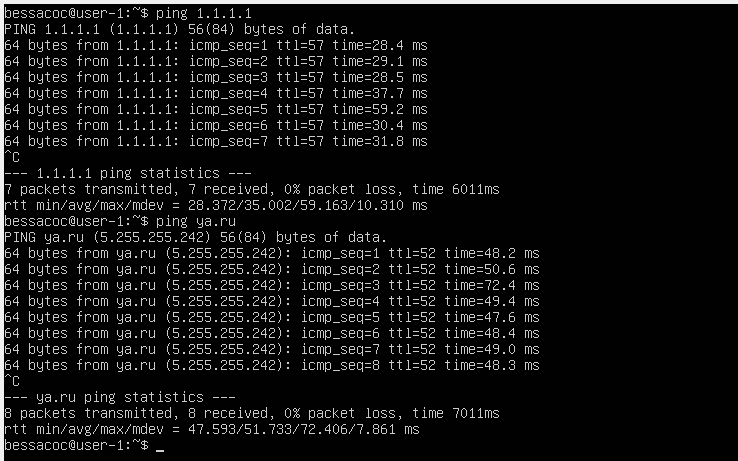 bessacoc@user-1:~$ ping 1.1.1.1
PING 1.1.1.1 (1.1.1.1) 56(84) bytes of data.
64 bytes from 1.1.1.1: icmp_seq=1 ttl=57 time=28.4 ms
64 bytes from 1.1.1.1: icmp_seq=2 ttl=57 time=29.1 ms
64 bytes from 1.1.1.1: icmp_seq=3 ttl=57 time=28.5 ms
64 bytes from 1.1.1.1: icmp_seq=4 ttl=57 time=37.7 ms
64 bytes from 1.1.1.1: icmp_seq=5 ttl=57 time=59.2 ms
64 bytes from 1.1.1.1: icmp_seq=6 ttl=57 time=30.4 ms
64 bytes from 1.1.1.1: icmp_seq=7 ttl=57 time=31.8 ms
^C
--- 1.1.1.1 ping statistics ---
7 packets transmitted, 7 received, 0% packet loss, time 6011ms
rtt min/avg/max/mdev = 28.372/35.002/59.163/10.310 ms
bessacoc@user-1:~$ ping ya.ru
PING ya.ru (5.255.255.242) 56(84) bytes of data.
64 bytes from ya.ru (5.255.255.242): icmp_seq=1 ttl=52 time=48.2 ms
64 bytes from ya.ru (5.255.255.242): icmp_seq=2 ttl=52 time=50.6 ms
64 bytes from ya.ru (5.255.255.242): icmp_seq=3 ttl=52 time=72.4 ms
64 bytes from ya.ru (5.255.255.242): icmp_seq=4 ttl=52 time=49.4 ms
64 bytes from ya.ru (5.255.255.242): icmp_seq=5 ttl=52 time=47.6 ms
64 bytes from ya.ru (5.255.255.242): icmp_seq=6 ttl=52 time=48.4 ms
64 bytes from ya.ru (5.255.255.242): icmp_seq=7 ttl=52 time=49.0 ms
64 bytes from ya.ru (5.255.255.242): icmp_seq=8 ttl=52 time=48.3 ms
^C
--- ya.ru ping statistics ---
8 packets transmitted, 8 received, 0% packet loss, time 7011ms
rtt min/avg/max/mdev = 47.593/51.733/72.406/7.861 ms
bessacoc@user-1:~$ _